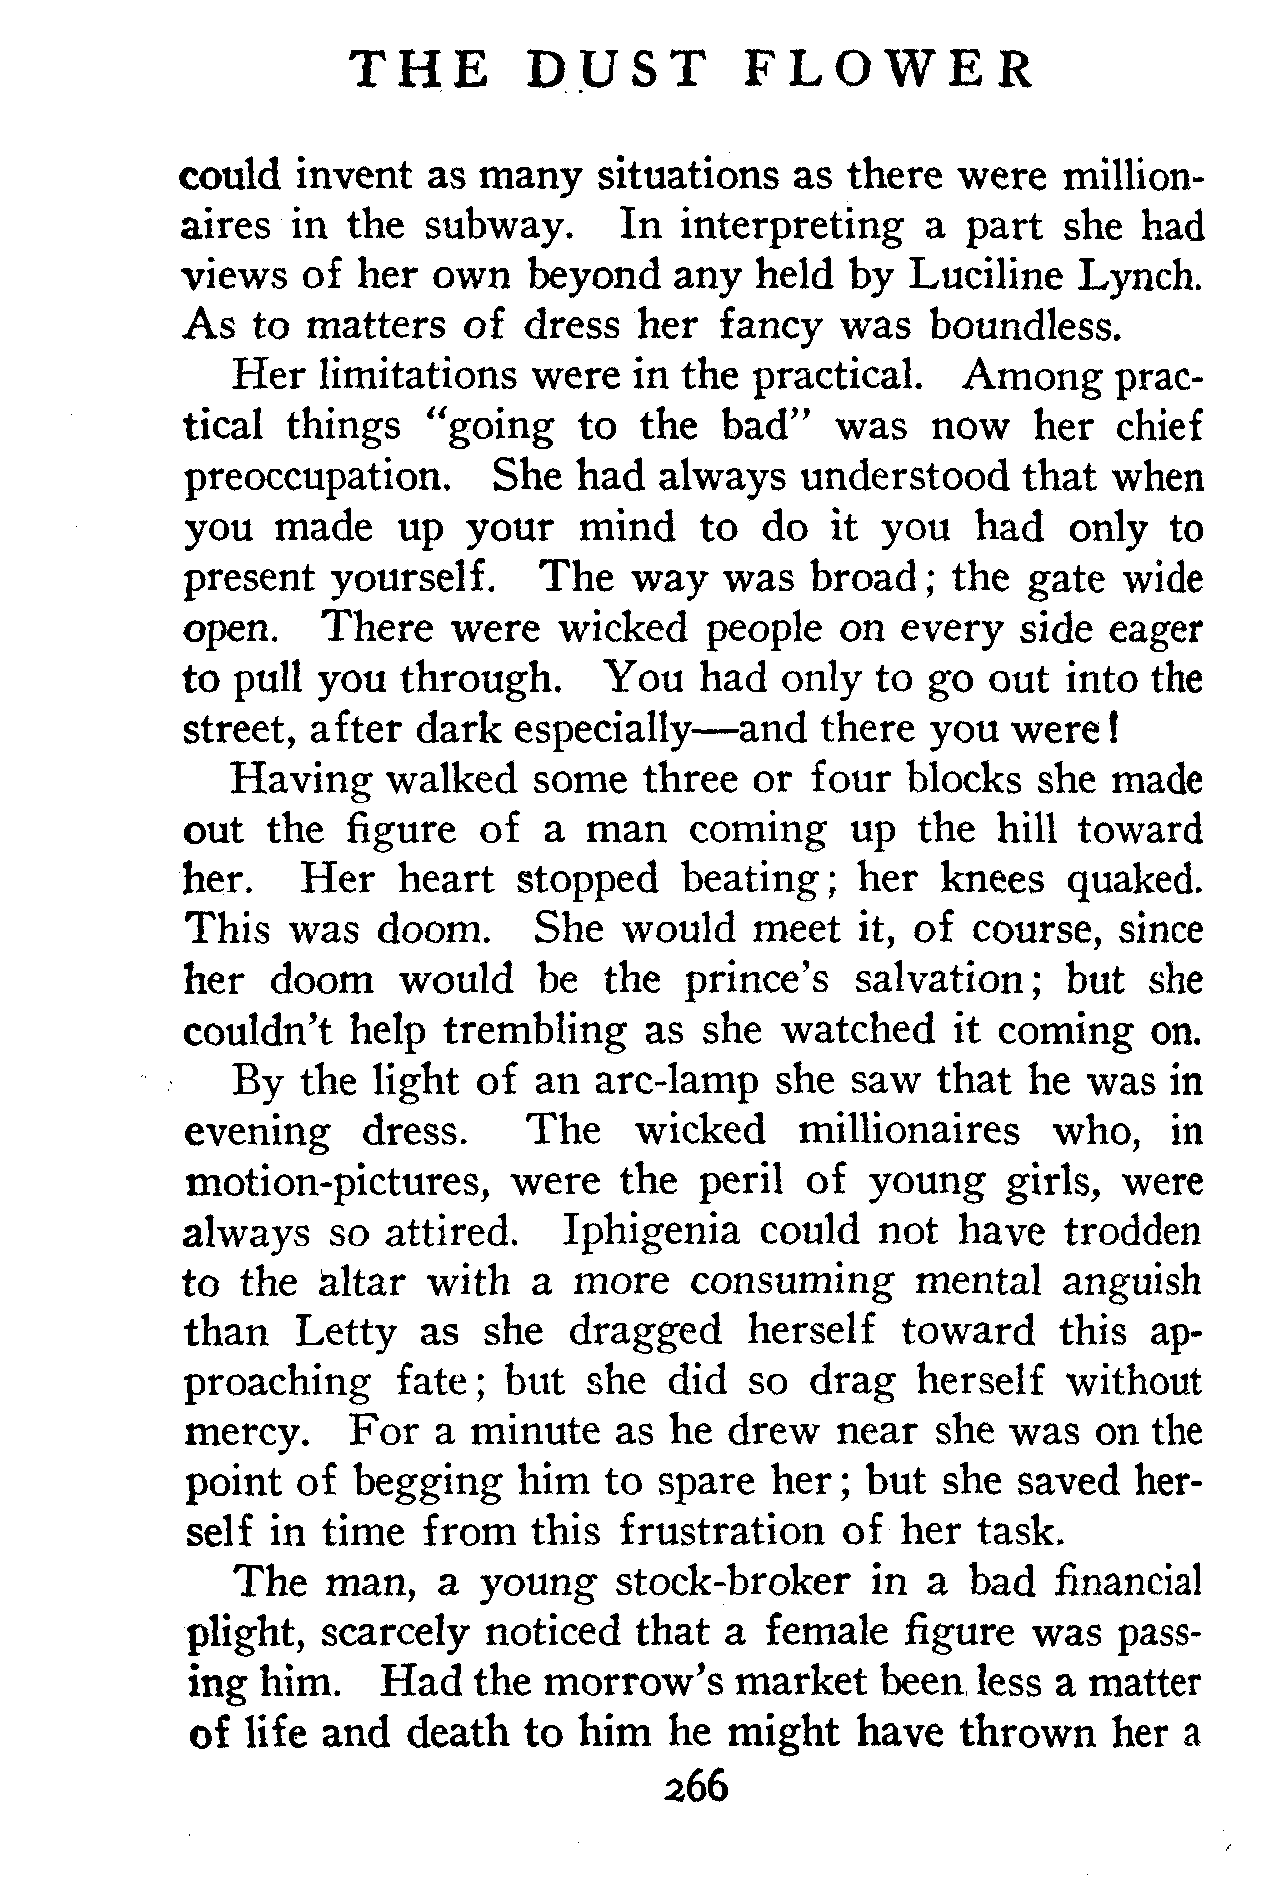 THE DUST FLOWER
could invent as many situations as there were million-
aires in the subway. In interpreting a part she had
views of her own beyond any held by Luciline Lynch.
As to matters of dress her fancy was boundless.
Her limitations were in the practical. Among prac-
tical things "going to the bad" was now her chief
preoccupation. She had always understood that when
you made up your mind to do it you had only to
present yourself. The way was broad; the gate wide
open. There were wicked people on every side eager
to pull you through. You had only to go out into the
street, after dark especially—and there you were!
Having walked some three or four blocks she made
out the figure of a man coming up the hill toward
her. Her heart stopped beating; her knees quaked.
This was doom. She would meet it, of course, since
her doom would be the prince's salvation; but she
couldn't help trembling as she watched it coming on.
By the light of an arc-lamp she saw that he was in
evening dress. The wicked millionaires who, in
motion-pictures, were the peril of young girls, were
always so attired. Iphigenia could not have trodden
to the altar with a more consuming mental anguish
than Letty as she dragged herself toward this ap-
proaching fate; but she did so drag herself without
mercy. For a minute as he drew near she was on the
point of begging him to spare her; but she saved her-
self in time from this frustration of her task.
The man, a young stock-broker in a bad financial
plight, scarcely noticed that a female figure was pass-
ing him. Had the morrow's market been less a matter
of life and death to him he might have thrown her a
266